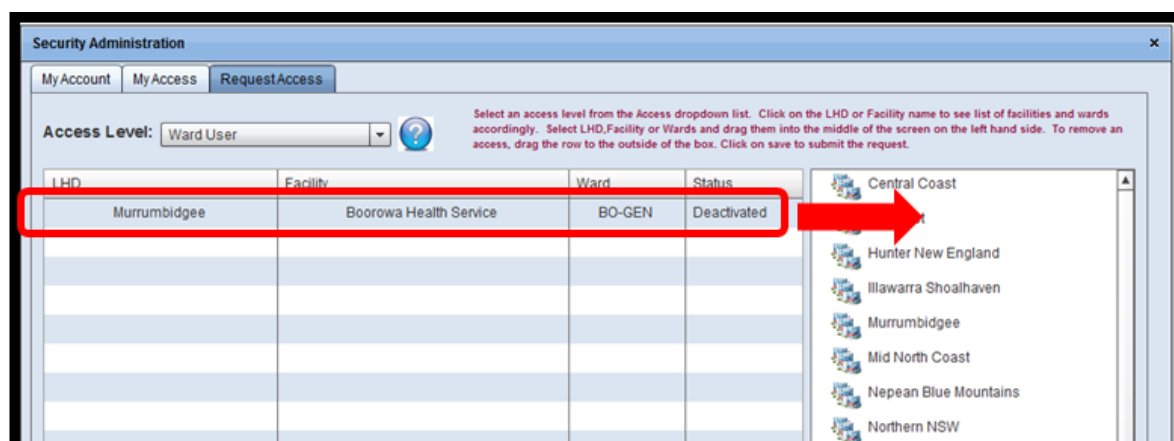 Security Administration
x
My Account My Access Request Access
Select an access level from the Access dropdown list. Click on the LHD or Facility name to see list of facilities and wards
Access Level: Ward User ? accordingly. Select LHD,Facility or Wards and drag them into the middle of the screen on the left hand side. To remove an
access, drag the row to the outside of the box. Click on save to submit the request.
LHD Facility Ward Status
Murrumbidgee Boorowa Health Service BO-GEN Deactivated
Central Coast
Hunter New England
Illawarra Shoalhaven
Murrumbidgee
Mid North Coast
Nepean Blue Mountains
Northern NSW